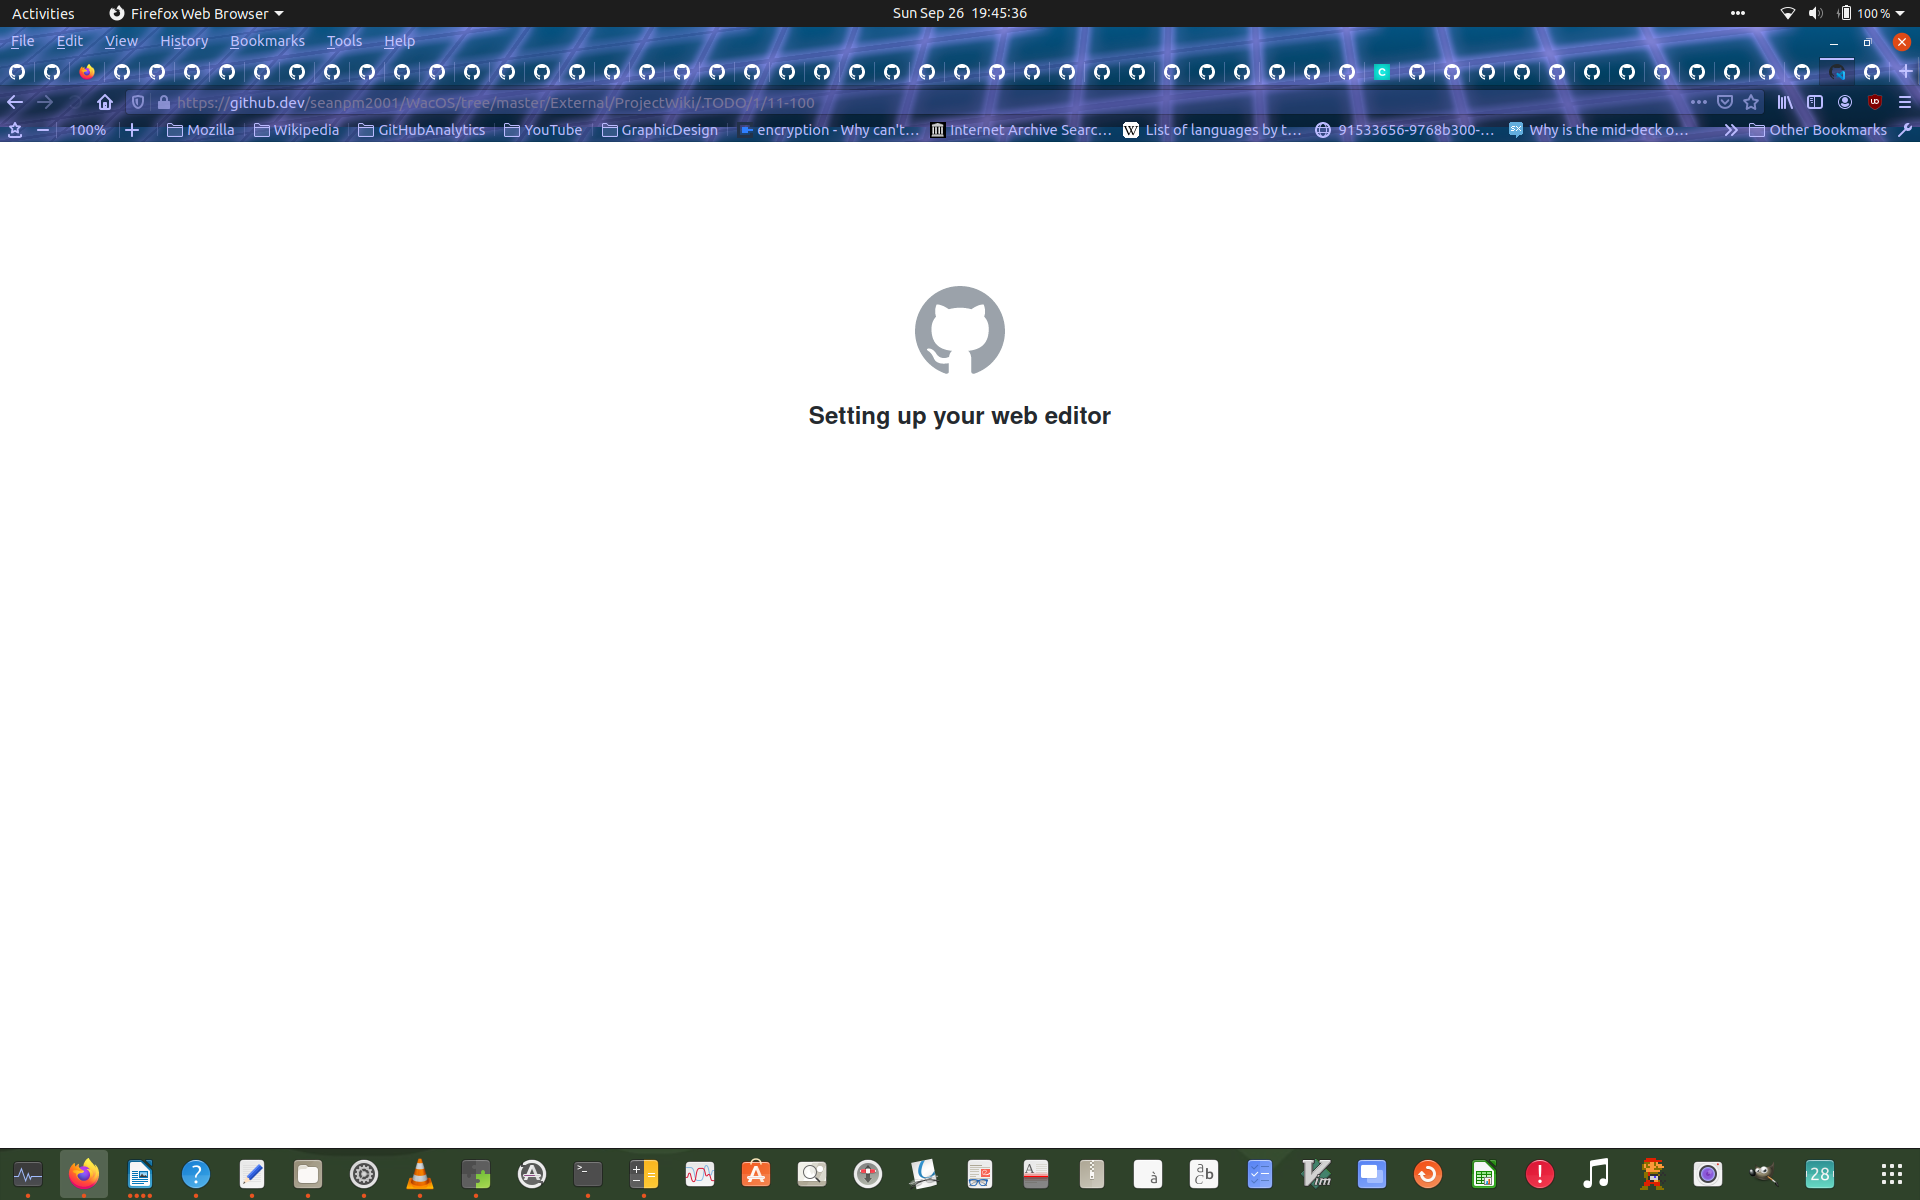 Activities Firefox Web Browser Sun Sep 26 19:45:36 100 %
File Edit View History Bookmarks Tools Help
https://github.dev/seanpm2001/WacOS/tree/master/External/ProjectWiki/.TODO/1/11-100
100% Mozilla Wikipedia GitHubAnalytics YouTube GraphicDesign encryption - Why can't... Internet Archive Searc... List of languages by t... 91533656-9768b300-... Why is the mid-deck o... Other Bookmarks
Setting up your web editor
28